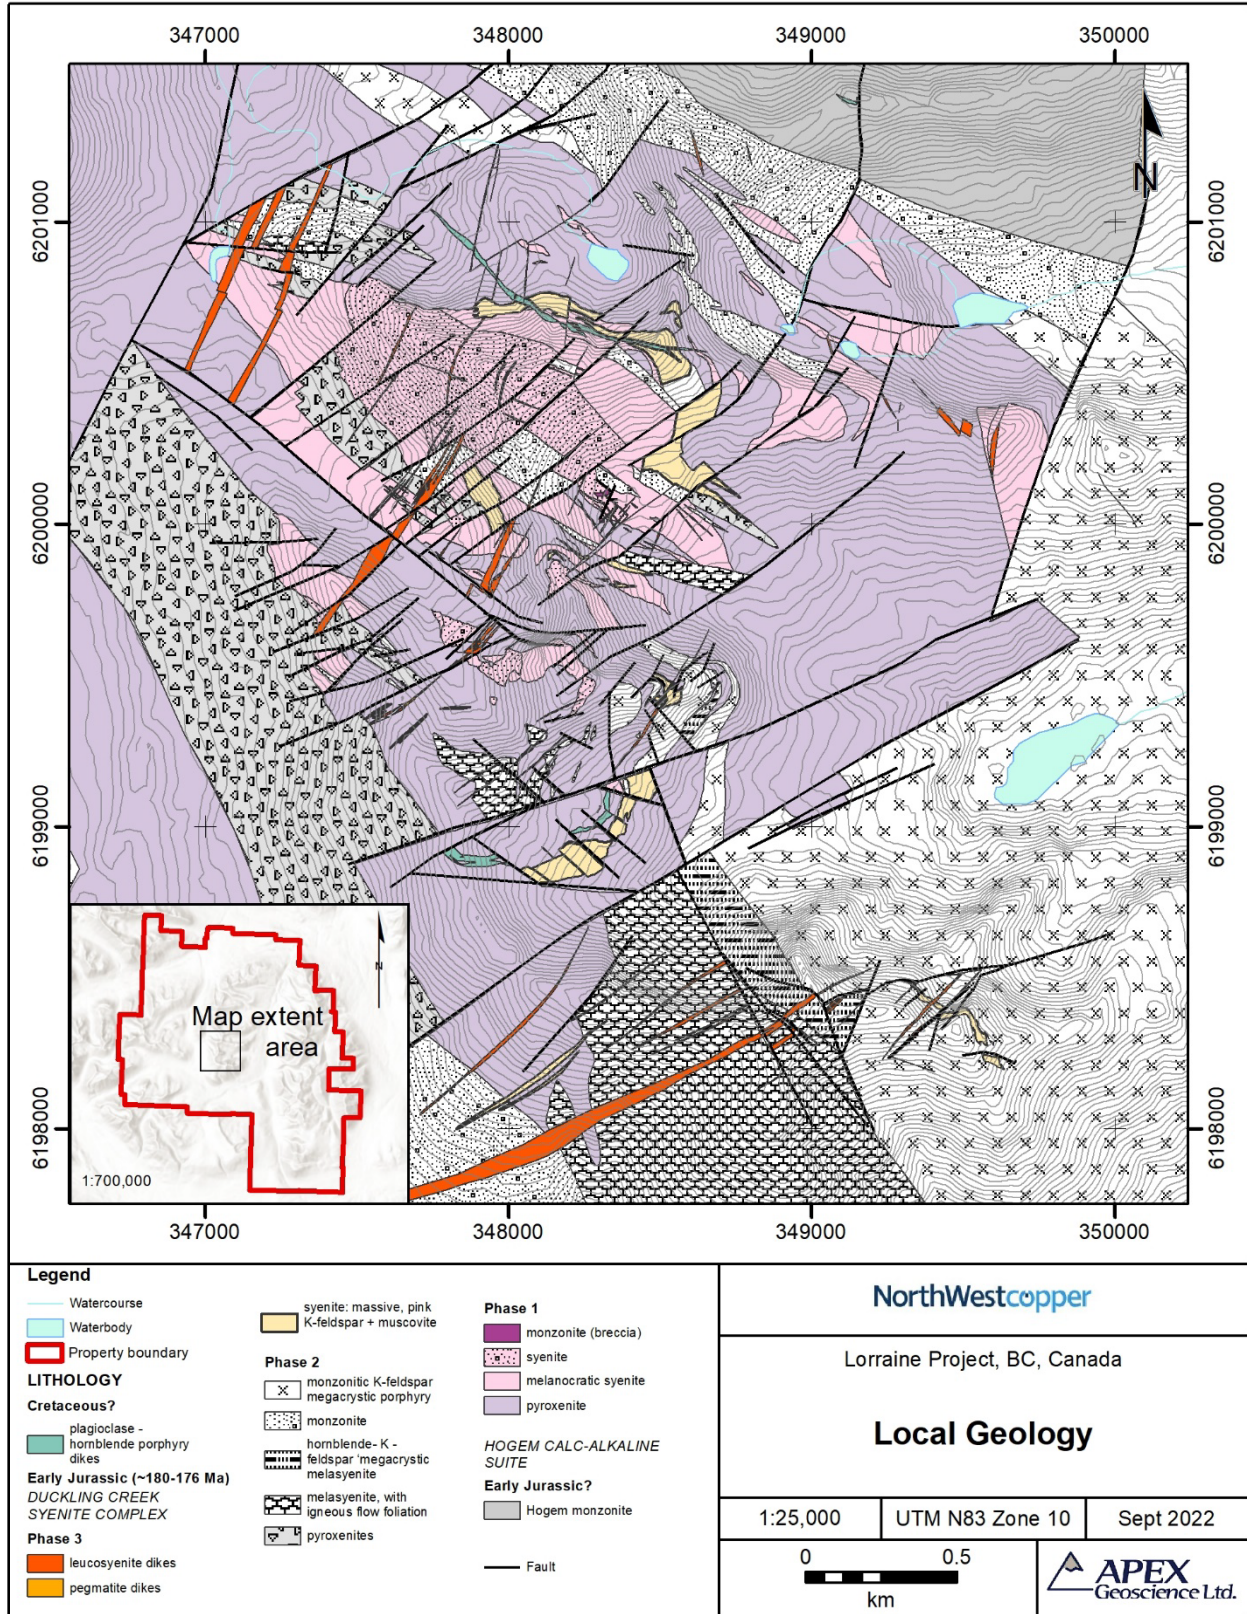 347000
348000
349000
350000
6201000
6201000
6200000
6200000
6199000
6199000
6198000
6198000
N
N
Map extent
area
1:700,000
347000
348000
349000
350000
Legend
Watercourse
Waterbody
Property boundary
LITHOLOGY
Cretaceous?
plagioclase -
hornblende porphyry
dikes
Early Jurassic (~180-176 Ma)
DUCKLING CREEK
SYENITE COMPLEX
Phase 3
leucosyenite dikes
pegmatite dikes
syenite: massive, pink
K-feldspar + muscovite
Phase 2
monzonitic K-feldspar
megacrystic porphyry
monzonite
hornblende- K -
feldspar 'megacrystic
melasyenite
melasyenite, with
igneous flow foliation
pyroxenites
Phase 1
monzonite (breccia)
syenite
melanocratic syenite
pyroxenite
HOGEM CALC-ALKALINE
SUITE
Early Jurassic?
Hogem monzonite
Fault
NorthWestcopper
Lorraine Project, BC, Canada
Local Geology
1:25,000
UTM N83 Zone 10
Sept 2022
0
0.5
km
APEX
Geoscience Ltd.